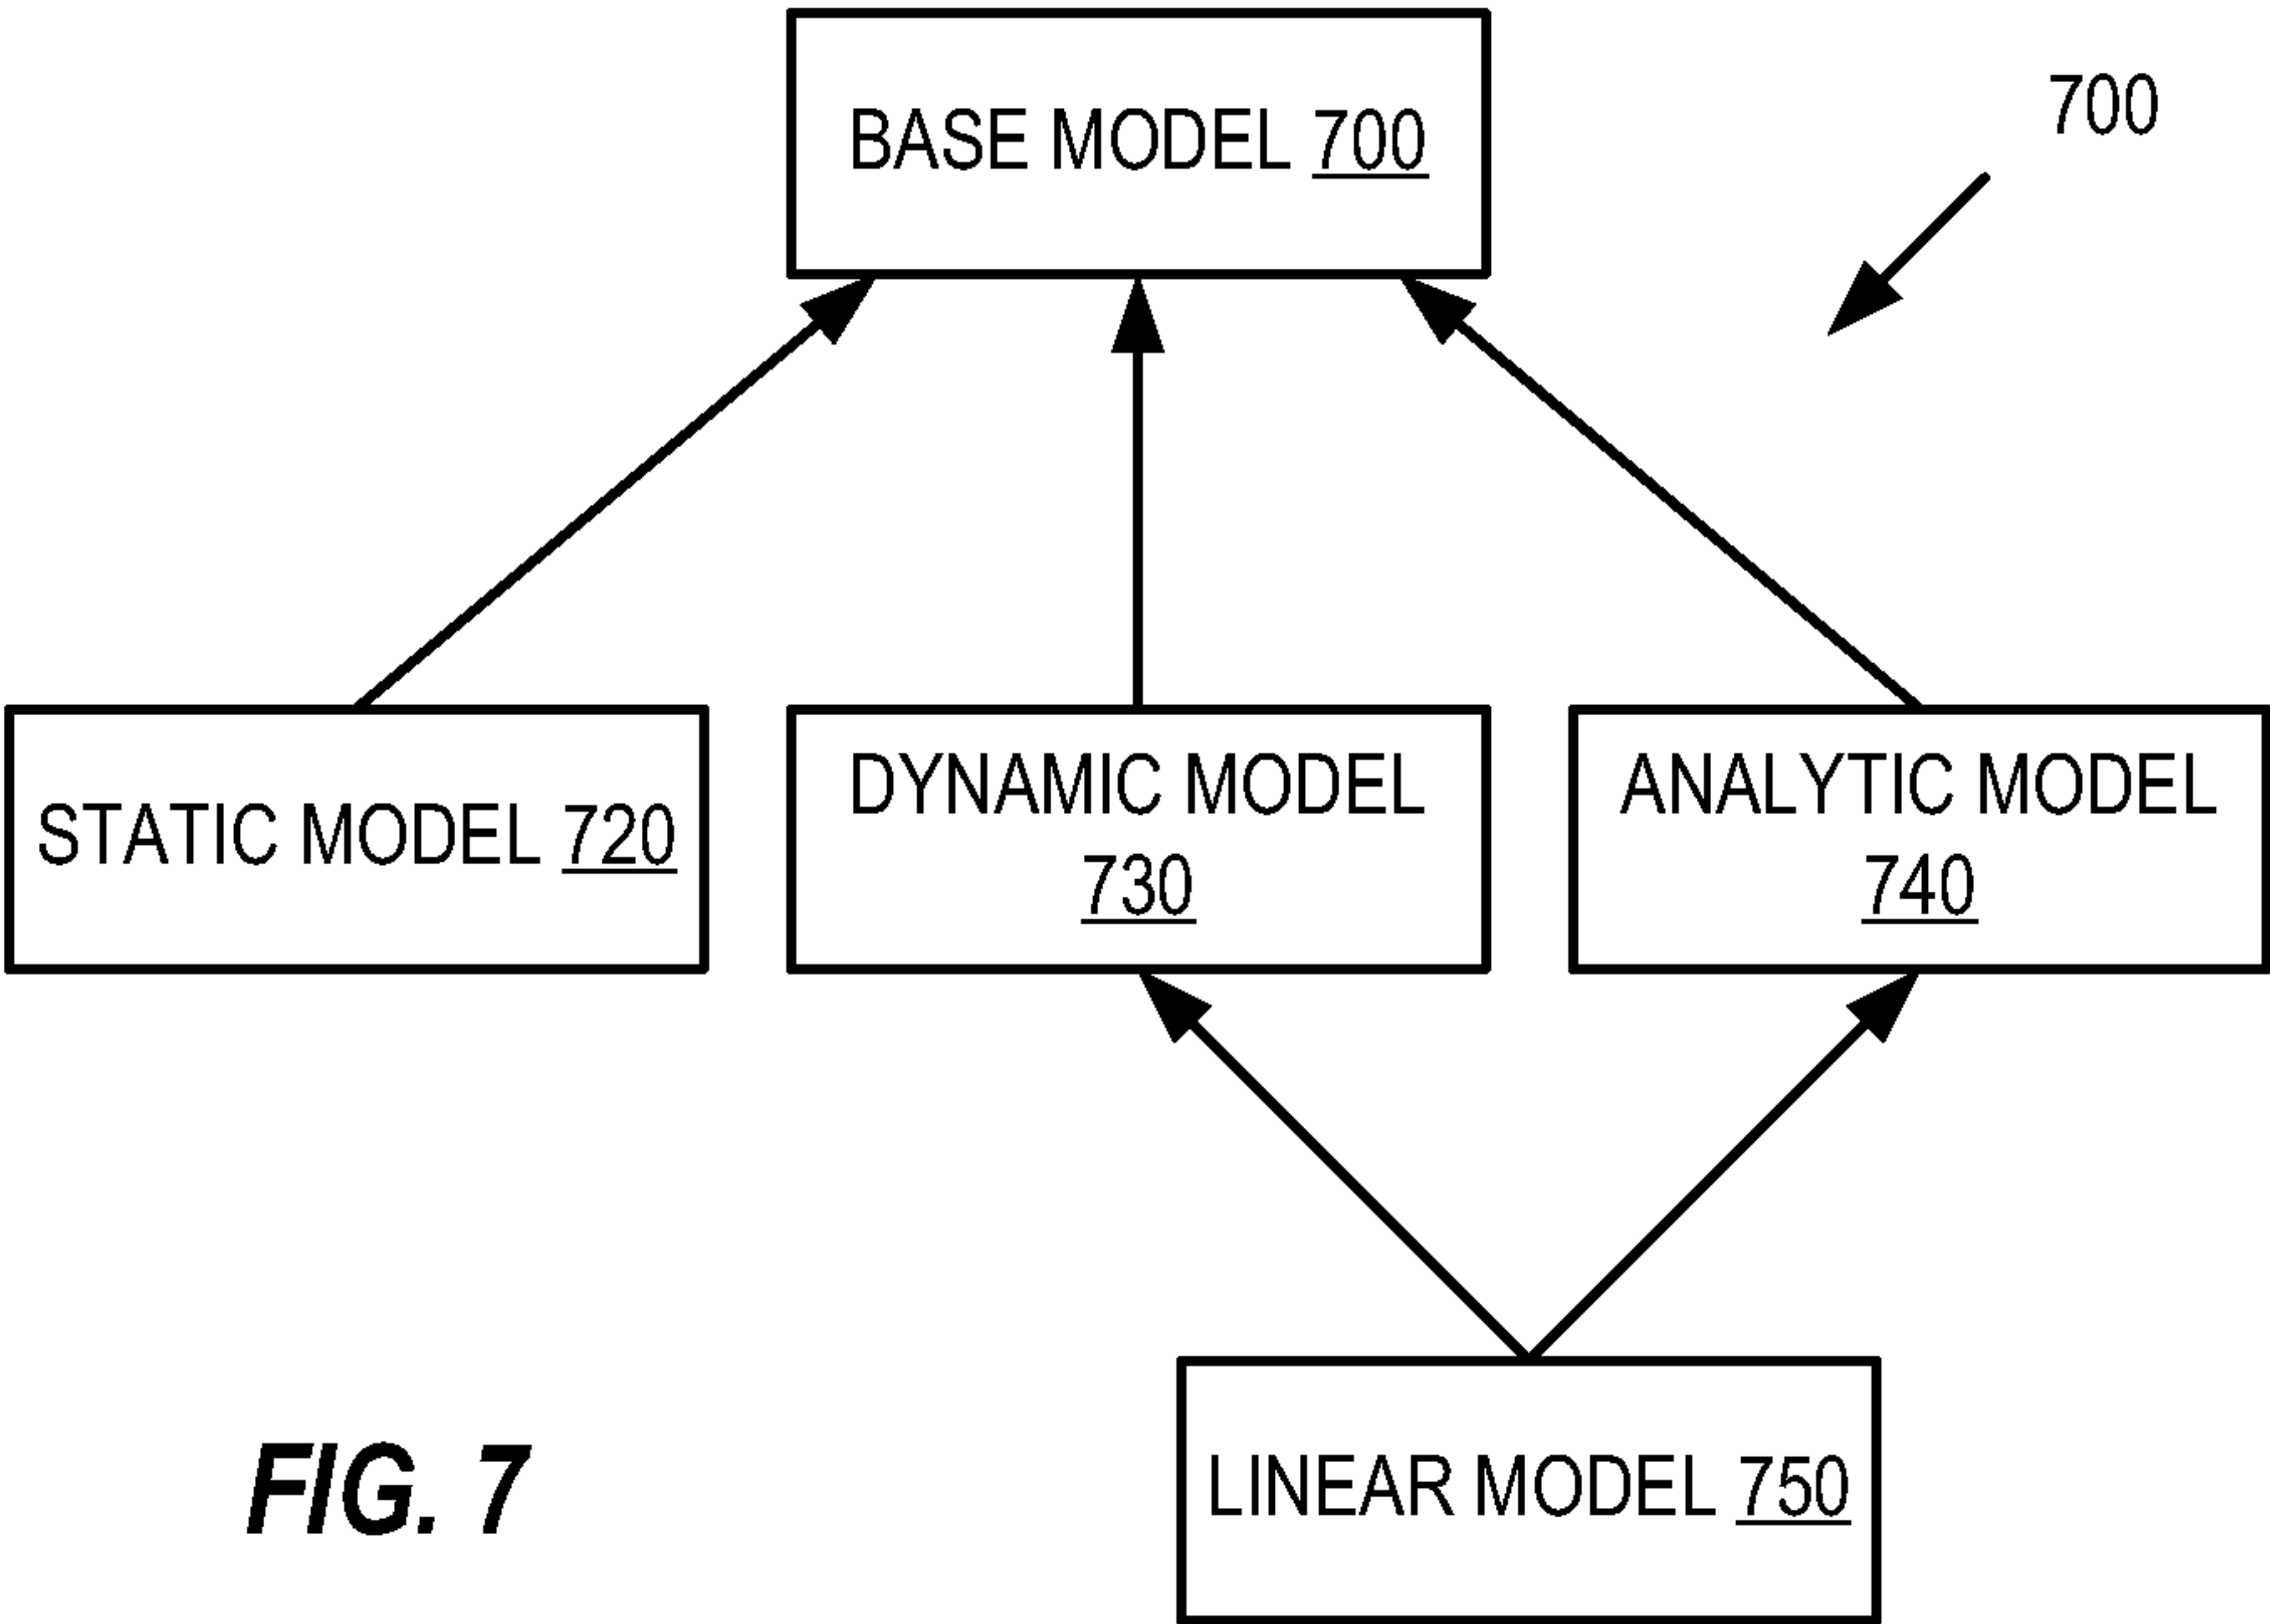 BASE MODEL 700
700
STATIC MODEL 720
DYNAMIC MODEL
730
ANALYTIC MODEL
740
LINEAR MODEL 750
FIG. 7